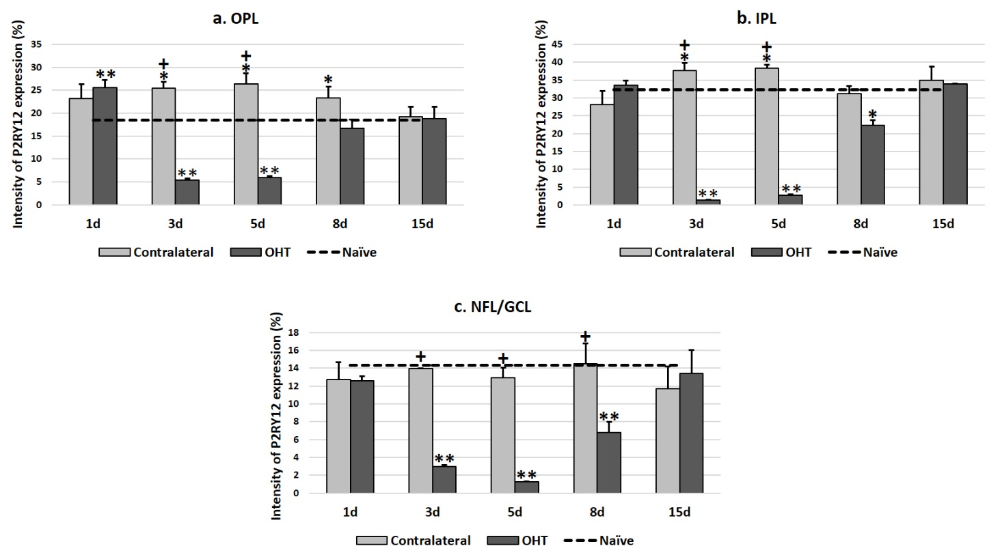 a. OPL
Intensity of P2RY12 expression (%)
35
30
25
20
15
10
5
0
** + * + * *
** **
1d 3d 5d 8d 15d
Contralateral OHT Naïve
b. IPL
Intensity of P2RY12 expression (%)
45
40
35
30
25
20
15
10
5
0
+ * + *
** ** *
1d 3d 5d 8d 15d
Contralateral OHT Naïve
c. NFL/GCL
Intensity of P2RY12 expression (%)
18
16
14
12
10
8
6
4
2
0
+ + +
** ** **
1d 3d 5d 8d 15d
Contralateral OHT Naïve